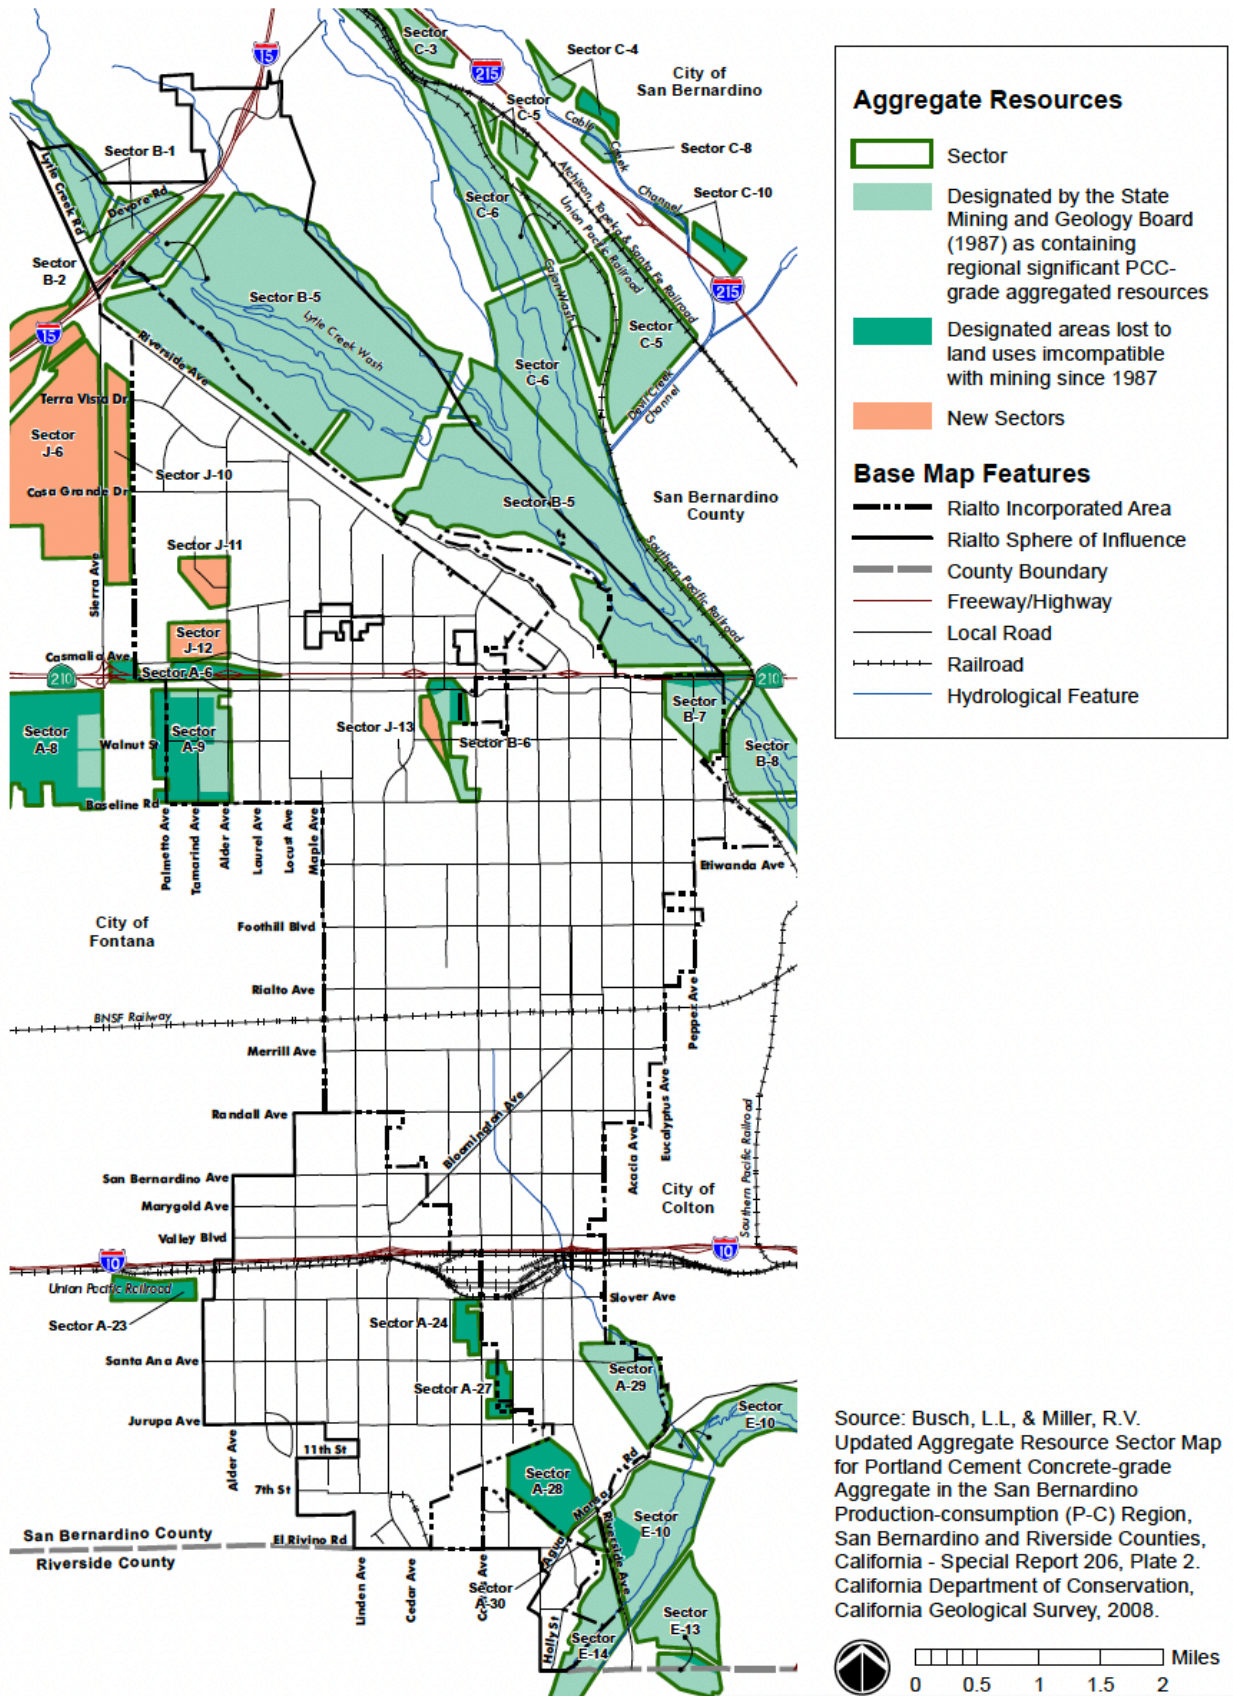 Sector
C-3
Sector C-4
15
215
City of
San Bernardino
Sector
C-5
Cable
Creek
Channel
Sector C-8
Sector B-1
Lytle Creek Rd
Devore Rd
Sector
C-6
Sector C-10
Atchison, Topeka & Santa Fe Railroad
Union Pacific Railroad
Sector
B-2
Sector B-5
Lytle Creek Wash
Cajon Wash
215
15
Riverside Ave
Sector
C-5
Sector
C-6
Devil Creek
Channel
Terra Vista Dr
Sector
J-6
Sector J-10
Casa Grande Dr
Sector B-5
San Bernardino
County
Sector J-11
Sierra Ave
Southern Pacific Railroad
Sector
J-12
Casmalia Ave
210
Sector A-6
210
Sector
A-8
Walnut St
Sector
A-9
Sector J-13
Sector B-6
Sector
B-7
Sector
B-8
Baseline Rd
Palmetto Ave
Tamarind Ave
Alder Ave
Laurel Ave
Locust Ave
Maple Ave
Etiwanda Ave
City of
Fontana
Foothill Blvd
Rialto Ave
BNSF Railway
Pepper Ave
Merrill Ave
Eucalyptus Ave
Randall Ave
Bloomington Ave
Acacia Ave
Southern Pacific Railroad
San Bernardino Ave
City of
Colton
Marygold Ave
Valley Blvd
10
10
Union Pacific Railroad
Slover Ave
Sector A-23
Sector A-24
Santa Ana Ave
Sector A-27
Sector
A-29
Jurupa Ave
Sector
E-10
11th St
Alder Ave
7th St
Sector
A-28
Agua Mansa Rd
Sector
E-10
Riverside Ave
San Bernardino County
El Rivino Rd
Riverside County
Linden Ave
Cedar Ave
Sector
A-30
Holly St
Sector
E-13
Sector
E-14
Aggregate Resources
Sector
Designated by the State
Mining and Geology Board
(1987) as containing
regional significant PCC-
grade aggregated resources
Designated areas lost to
land uses imcompatible
with mining since 1987
New Sectors
Base Map Features
Rialto Incorporated Area
Rialto Sphere of Influence
County Boundary
Freeway/Highway
Local Road
Railroad
Hydrological Feature
Source: Busch, L.L, & Miller, R.V.
Updated Aggregate Resource Sector Map
for Portland Cement Concrete-grade
Aggregate in the San Bernardino
Production-consumption (P-C) Region,
San Bernardino and Riverside Counties,
California - Special Report 206, Plate 2.
California Department of Conservation,
California Geological Survey, 2008.
Miles
0 0.5 1 1.5 2